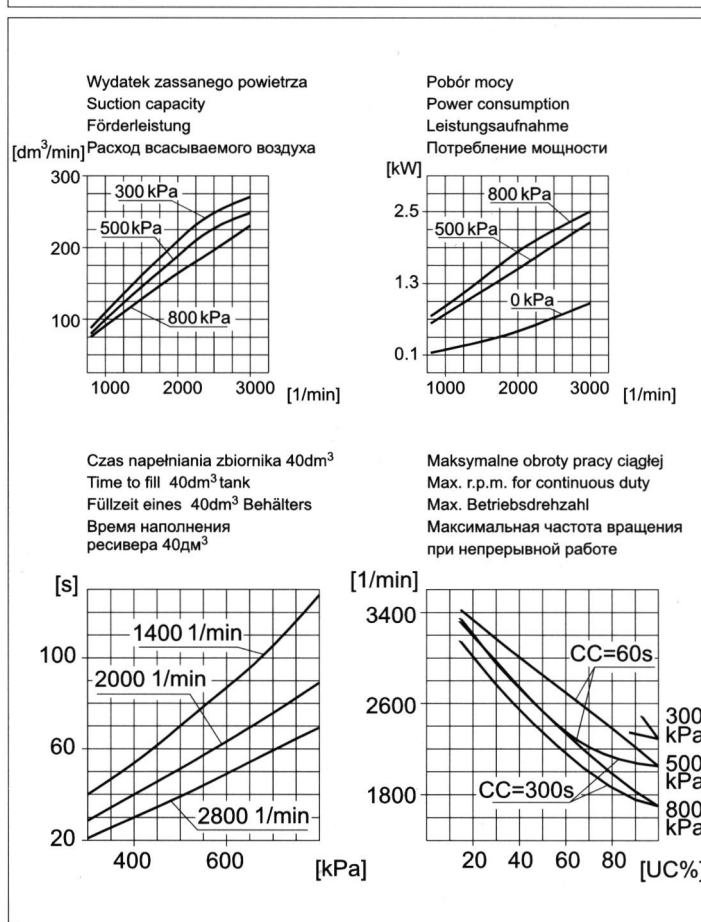 Wydatek zassanego powietrza
Suction capacity
Förderleistung
Расход всасываемого воздуха
[dm³/min]
300
200
100
300 kPa
500 kPa
800 kPa
1000
2000
3000
[1/min]
Pobór mocy
Power consumption
Leistungsaufnahme
Потребление мощности
[kW]
2.5
1.3
0.1
800 kPa
500 kPa
0 kPa
1000
2000
3000
[1/min]
Czas napełniania zbiornika 40dm³
Time to fill 40dm³ tank
Füllzeit eines 40dm³ Behälters
Время наполнения
ресивера 40дм³
[s]
100
60
20
1400 1/min
2000 1/min
2800 1/min
400
600
[kPa]
Maksymalne obroty pracy ciągłej
Max. r.p.m. for continuous duty
Max. Betriebsdrehzahl
Максимальная частота вращения
при непрерывной работе
[1/min]
3400
2600
1800
CC=60s
CC=300s
300
kPa
500
kPa
800
kPa
20
40
60
80
[UC%]